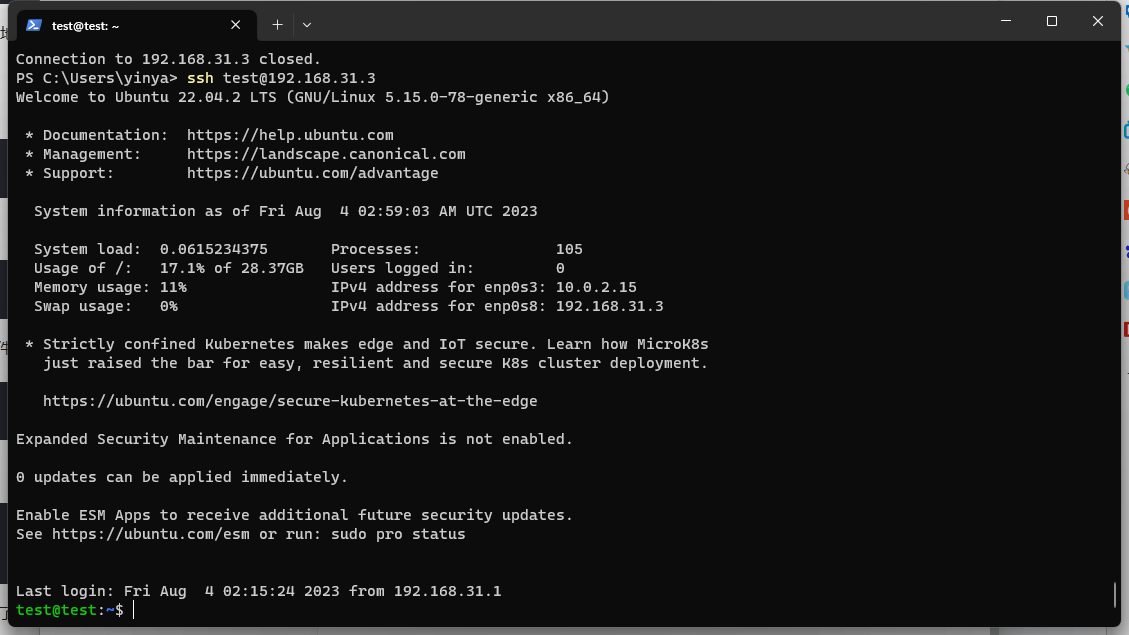 test@test: ~
Connection to 192.168.31.3 closed.
PS C:\Users\yinya> ssh test@192.168.31.3
Welcome to Ubuntu 22.04.2 LTS (GNU/Linux 5.15.0-78-generic x86_64)
* Documentation: https://help.ubuntu.com
* Management: https://landscape.canonical.com
* Support: https://ubuntu.com/advantage
System information as of Fri Aug 4 02:59:03 AM UTC 2023
System load: 0.0615234375 Processes: 105
Usage of /: 17.1% of 28.37GB Users logged in: 0
Memory usage: 11% IPv4 address for enp0s3: 10.0.2.15
Swap usage: 0% IPv4 address for enp0s8: 192.168.31.3
* Strictly confined Kubernetes makes edge and IoT secure. Learn how MicroK8s
just raised the bar for easy, resilient and secure K8s cluster deployment.
https://ubuntu.com/engage/secure-kubernetes-at-the-edge
Expanded Security Maintenance for Applications is not enabled.
0 updates can be applied immediately.
Enable ESM Apps to receive additional future security updates.
See https://ubuntu.com/esm or run: sudo pro status
Last login: Fri Aug 4 02:15:24 2023 from 192.168.31.1
test@test:~$